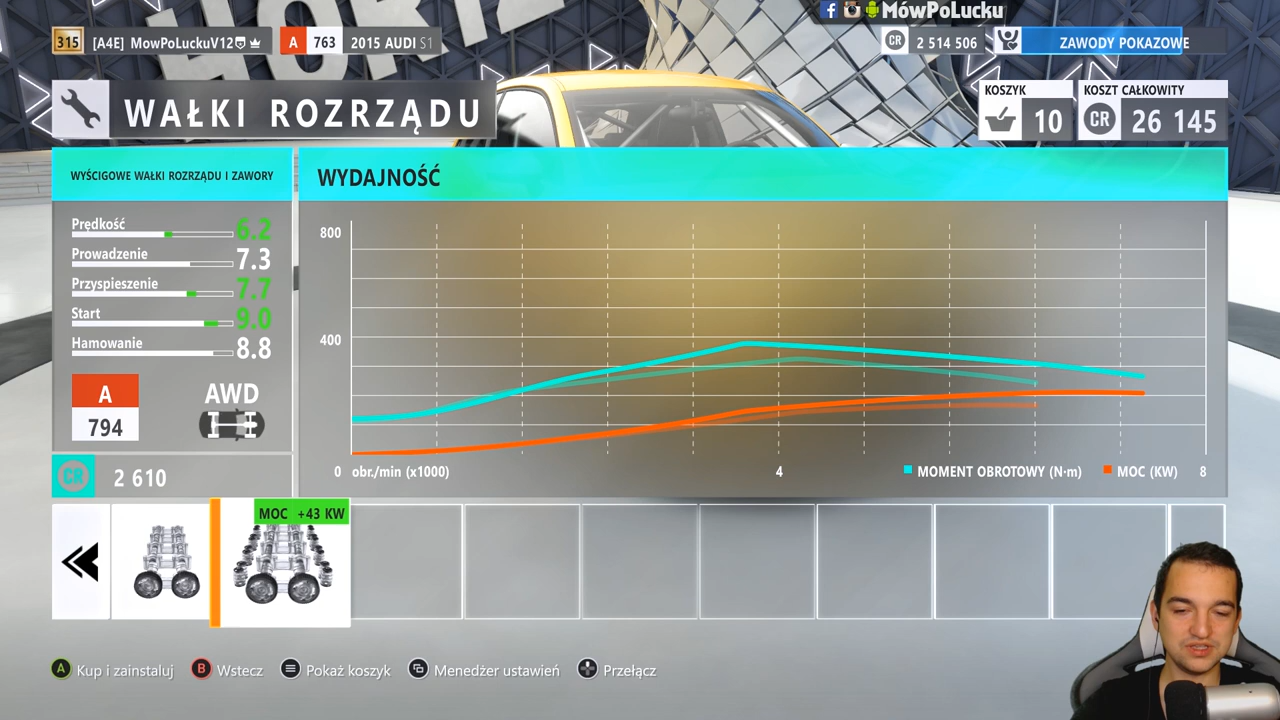 HORIZ
MówPoLucku
315 [A4E] MowPoLuckuV12
A 763 2015 AUDI S1
CR 2 514 506
ZAWODY POKAZOWE
WAŁKI ROZRZĄDU
KOSZYK
10
KOSZT CAŁKOWITY
CR 26 145
WYŚCIGOWE WAŁKI ROZRZĄDU I ZAWORY
Prędkość 6.2
Prowadzenie 7.3
Przyspieszenie 7.7
Start 9.0
Hamowanie 8.8
A
794
AWD
CR 2 610
WYDAJNOŚĆ
800
400
0 obr./min (x1000) 4 8
MOMENT OBROTOWY (N·m) MOC (KW)
MOC +43 KW
A Kup i zainstaluj B Wstecz Pokaż koszyk Menedżer ustawień Przełącz